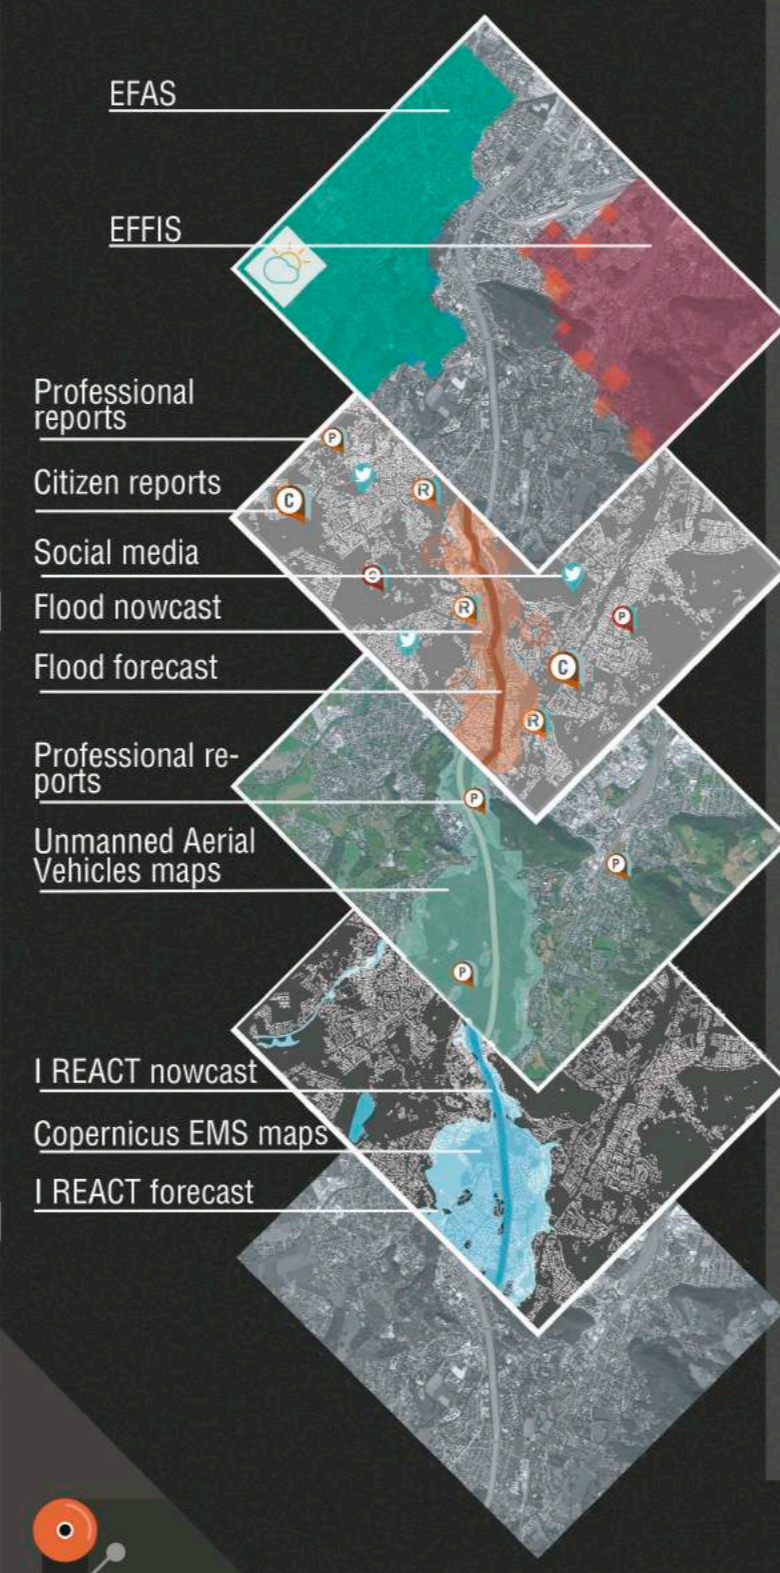 EFAS
EFFIS
Professional
reports
P
Citizen reports
C
R
Social media
C
Flood nowcast
R
P
Flood forecast
C
R
Professional re-
ports
P
Unmanned Aerial
Vehicles maps
P
P
I REACT nowcast
Copernicus EMS maps
I REACT forecast